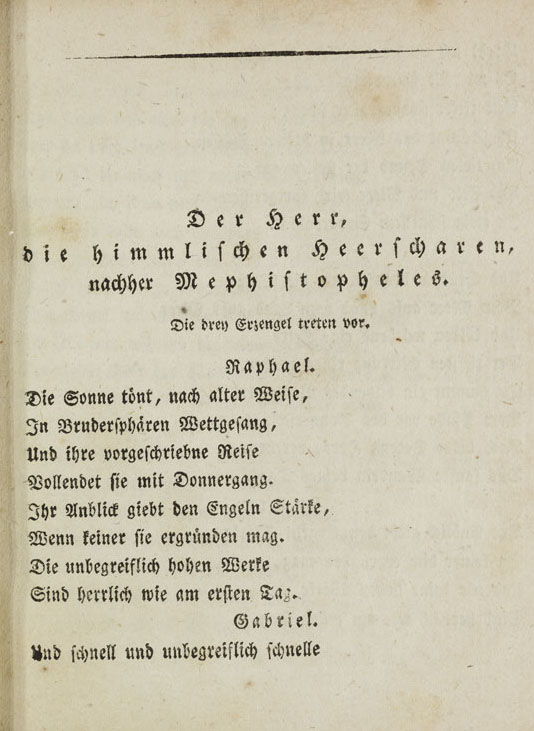 Der Herr,
die himmlischen Heerscharen,
nachher Mephistopheles.
Die drey Erzengel treten vor.
Raphael.
Die Sonne tönt, nach alter Weise,
In Brudersphären Wettgesang,
Und ihre vorgeschriebne Reise
Vollendet sie mit Donnergang.
Ihr Anblick giebt den Engeln Stärke,
Wenn keiner sie ergründen mag.
Die unbegreiflich hohen Werke
Sind herrlich wie am ersten Tag.
Gabriel.
Und schnell und unbegreiflich schnelle